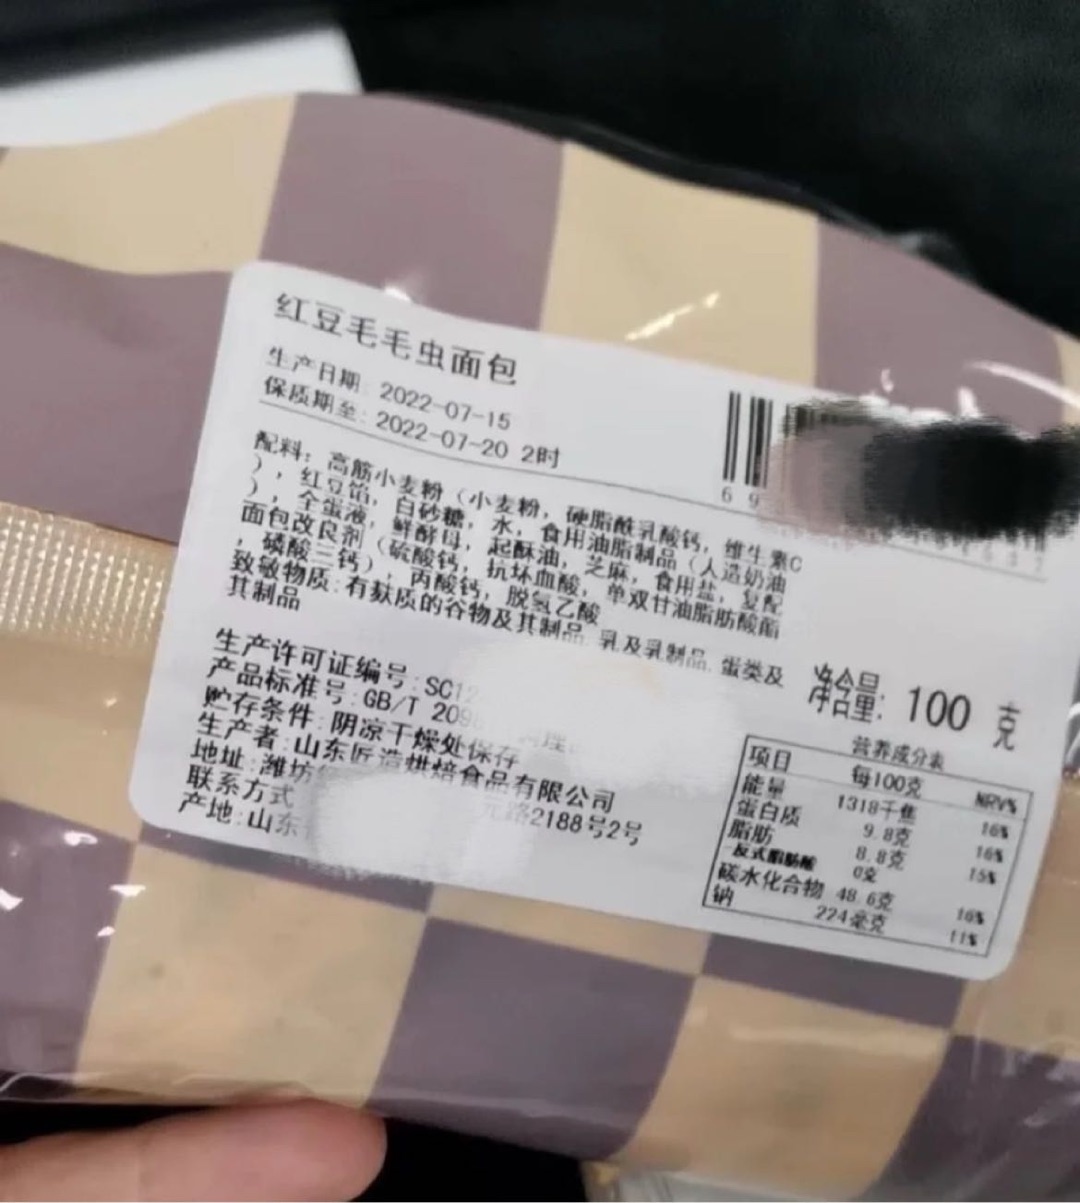 红豆毛毛虫面包
生产日期: 2022-07-15
保质期至: 2022-07-20 2时
6 9
配料: 高筋小麦粉 (小麦粉, 硬脂酰乳酸钙, 维生素C
), 红豆馅, 白砂糖, 水, 食用油脂制品 (人造奶油
), 全蛋液, 鲜酵母, 起酥油, 芝麻, 食用盐, 复配
面包改良剂 (硫酸钙, 抗坏血酸, 单双甘油脂肪酸酯
, 磷酸三钙), 丙酸钙, 脱氢乙酸
致敏物质: 有麸质的谷物及其制品, 乳及乳制品, 蛋类及
其制品
生产许可证编号: SC12
产品标准号: GB/T 209
贮存条件: 阴凉干燥处保存
生产者: 山东匠造烘焙食品有限公司
地址: 潍坊 元路2188号2号
联系方式
产地: 山东
净含量: 100 克
营养成分表
项目 每100克 NRV%
能量 1318千焦 16%
蛋白质 9.8克 16%
脂肪 8.8克 15%
-反式脂肪酸 0克
碳水化合物 48.6克 16%
钠 224毫克 11%